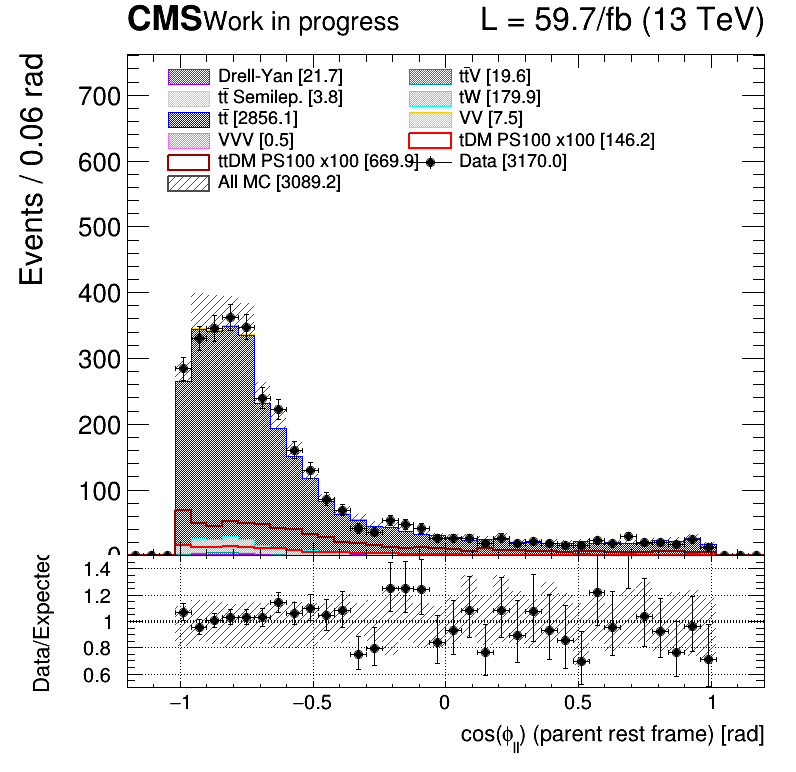 CMS Work in progress L = 59.7/fb (13 TeV)
Events / 0.06 rad
700
600
500
400
300
200
100
0
Drell-Yan [21.7]
tt̄V [19.6]
tt̄ Semilep. [3.8]
tW [179.9]
tt̄ [2856.1]
VV [7.5]
VVV [0.5]
tDM PS100 x100 [146.2]
ttDM PS100 x100 [669.9]
Data [3170.0]
All MC [3089.2]
Data/Expected
1.4
1.2
1
0.8
0.6
−1 −0.5 0 0.5 1
cos(ϕll) (parent rest frame) [rad]